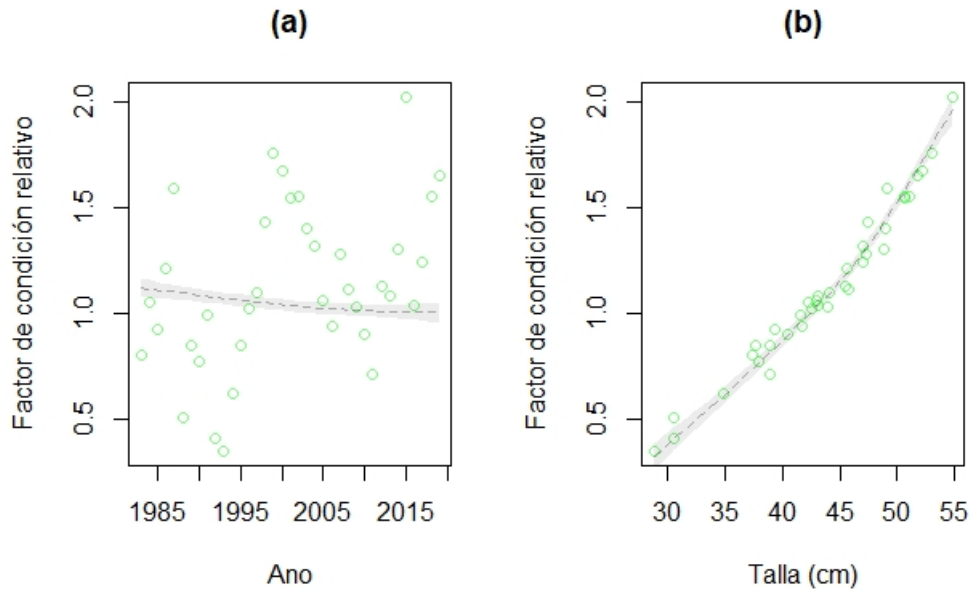 (a)
Factor de condición relativo
2.0
1.5
1.0
0.5
1985 1995 2005 2015
Ano
(b)
Factor de condición relativo
2.0
1.5
1.0
0.5
30 35 40 45 50 55
Talla (cm)